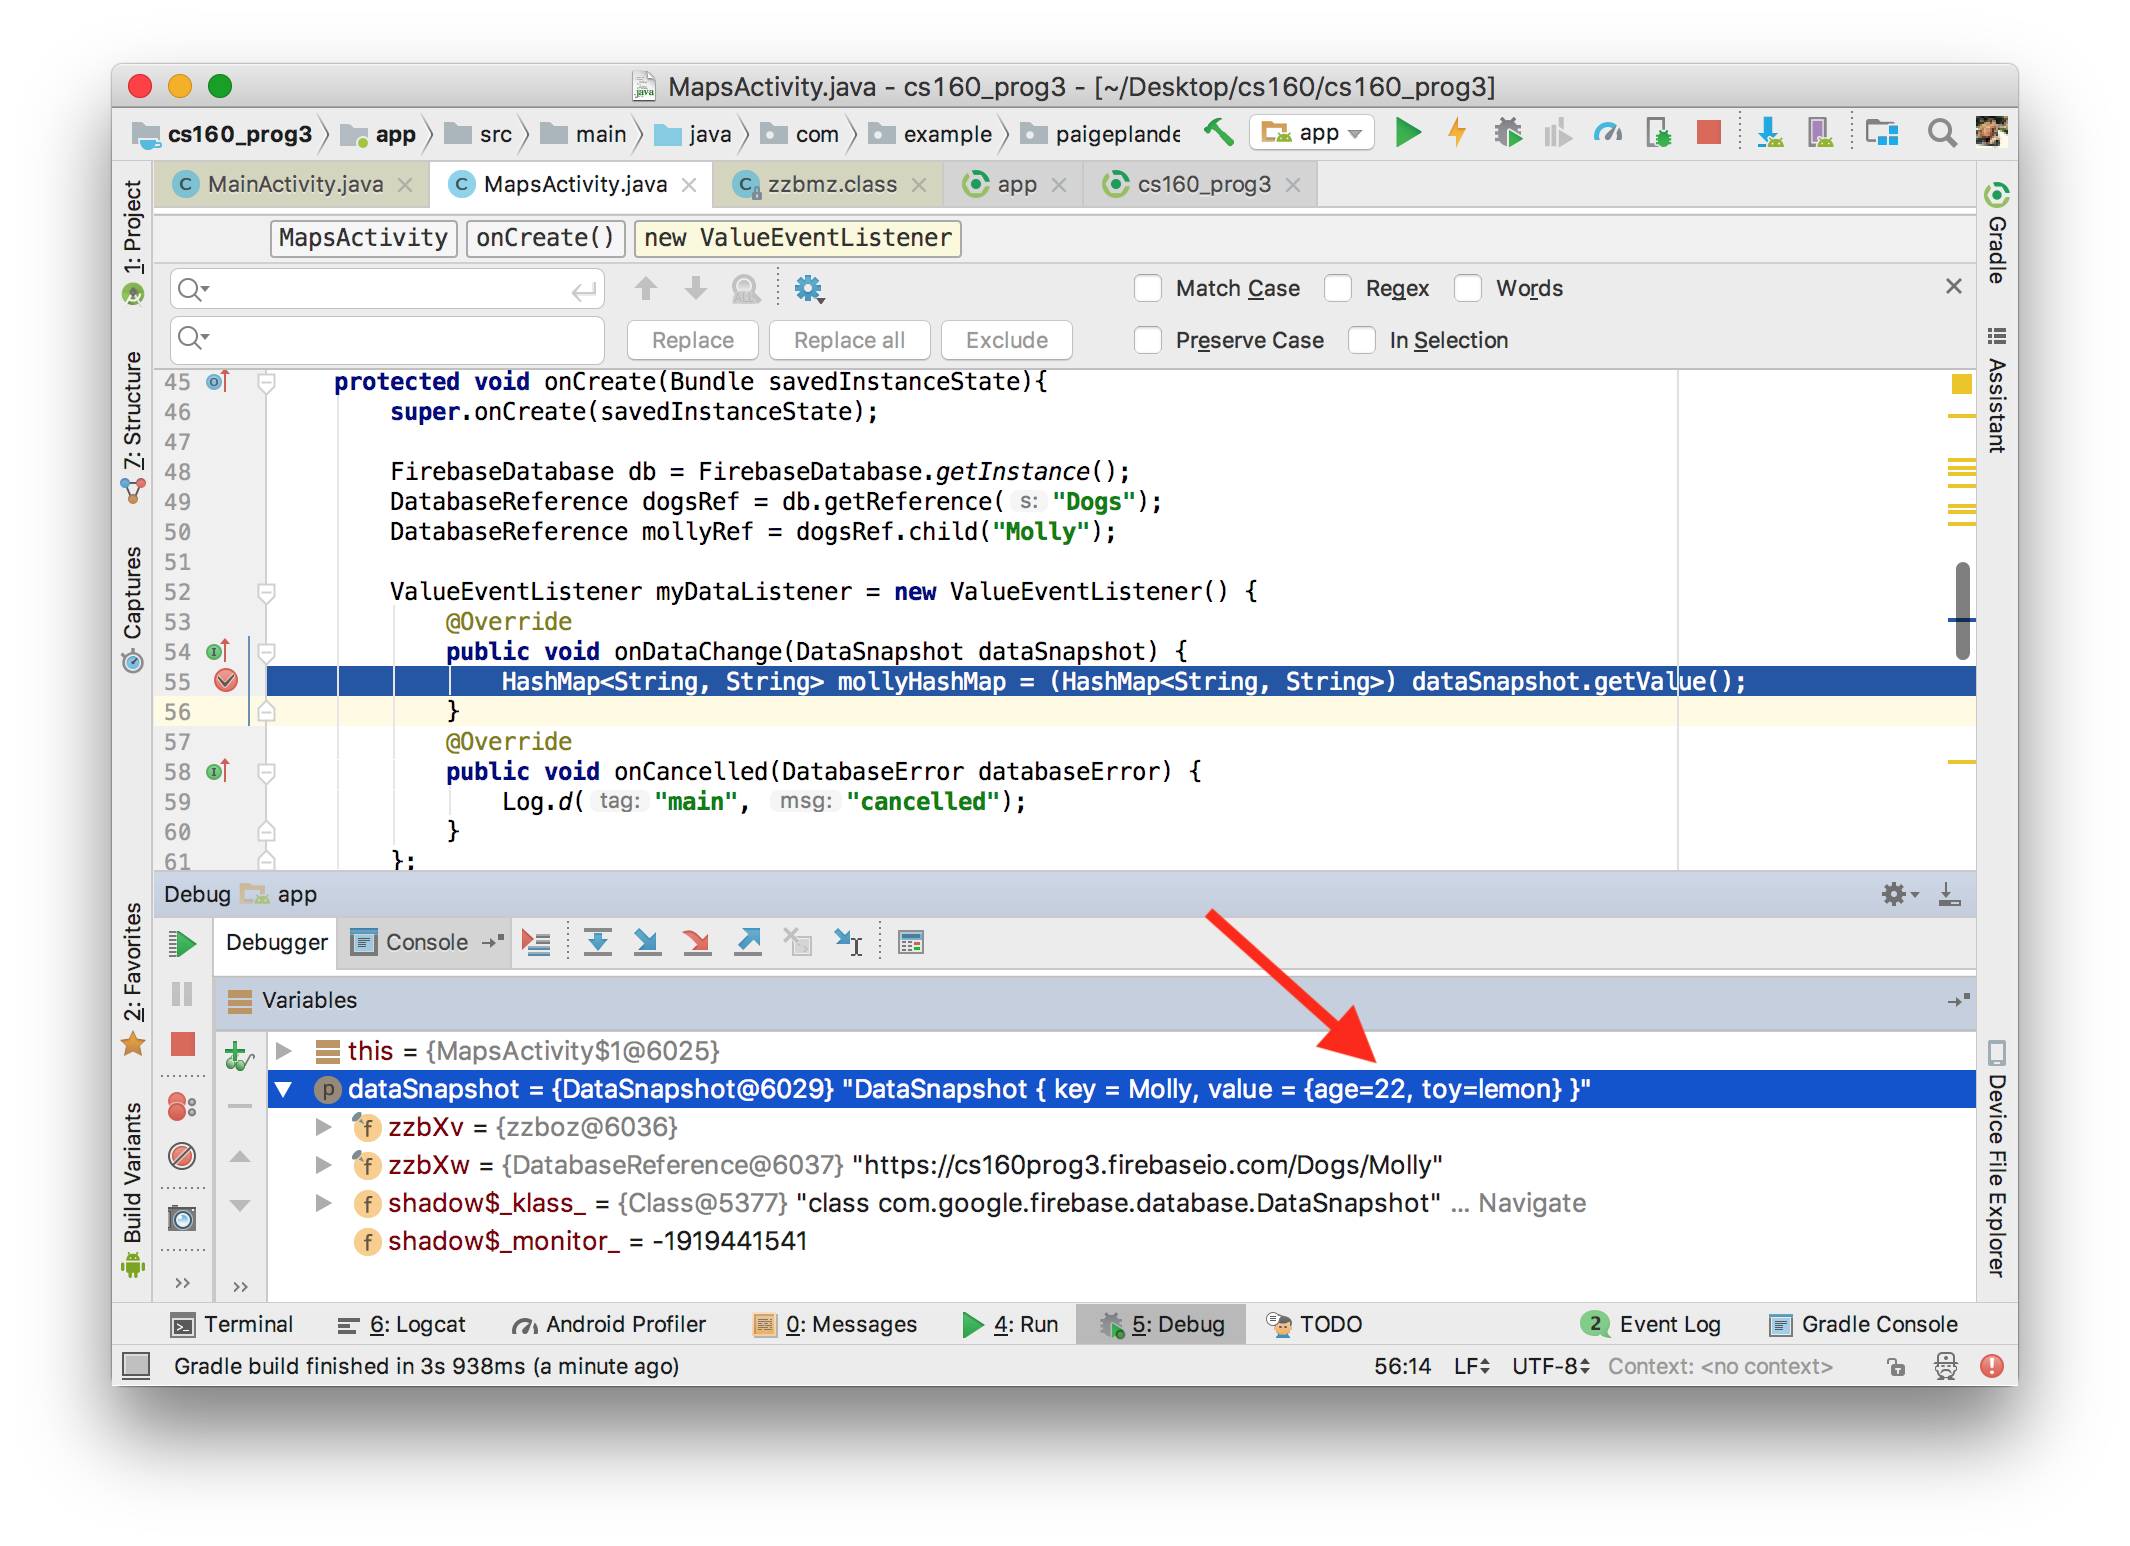 MapsActivity.java - cs160_prog3 - [~/Desktop/cs160/cs160_prog3]
cs160_prog3 app src main java com example paigeplande app
MainActivity.java MapsActivity.java zzbmz.class app cs160_prog3
MapsActivity onCreate() new ValueEventListener
Match Case Regex Words
Replace Replace all Exclude Preserve Case In Selection
45 protected void onCreate(Bundle savedInstanceState){
46 super.onCreate(savedInstanceState);
47
48 FirebaseDatabase db = FirebaseDatabase.getInstance();
49 DatabaseReference dogsRef = db.getReference( s: "Dogs");
50 DatabaseReference mollyRef = dogsRef.child("Molly");
51
52 ValueEventListener myDataListener = new ValueEventListener() {
53 @Override
54 public void onDataChange(DataSnapshot dataSnapshot) {
55 HashMap<String, String> mollyHashMap = (HashMap<String, String>) dataSnapshot.getValue();
56 }
57 @Override
58 public void onCancelled(DatabaseError databaseError) {
59 Log.d( tag: "main", msg: "cancelled");
60 }
61 };
Debug app
Debugger Console
Variables
this = {MapsActivity$1@6025}
dataSnapshot = {DataSnapshot@6029} "DataSnapshot { key = Molly, value = {age=22, toy=lemon} }"
zzbXv = {zzboz@6036}
zzbXw = {DatabaseReference@6037} "https://cs160prog3.firebaseio.com/Dogs/Molly"
shadow$_klass_ = {Class@5377} "class com.google.firebase.database.DataSnapshot" ... Navigate
shadow$_monitor_ = -1919441541
1: Project
7: Structure
Captures
2: Favorites
Build Variants
Gradle
Assistant
Device File Explorer
Terminal 6: Logcat Android Profiler 0: Messages 4: Run 5: Debug TODO 2 Event Log Gradle Console
Gradle build finished in 3s 938ms (a minute ago) 56:14 LF UTF-8 Context: <no context>